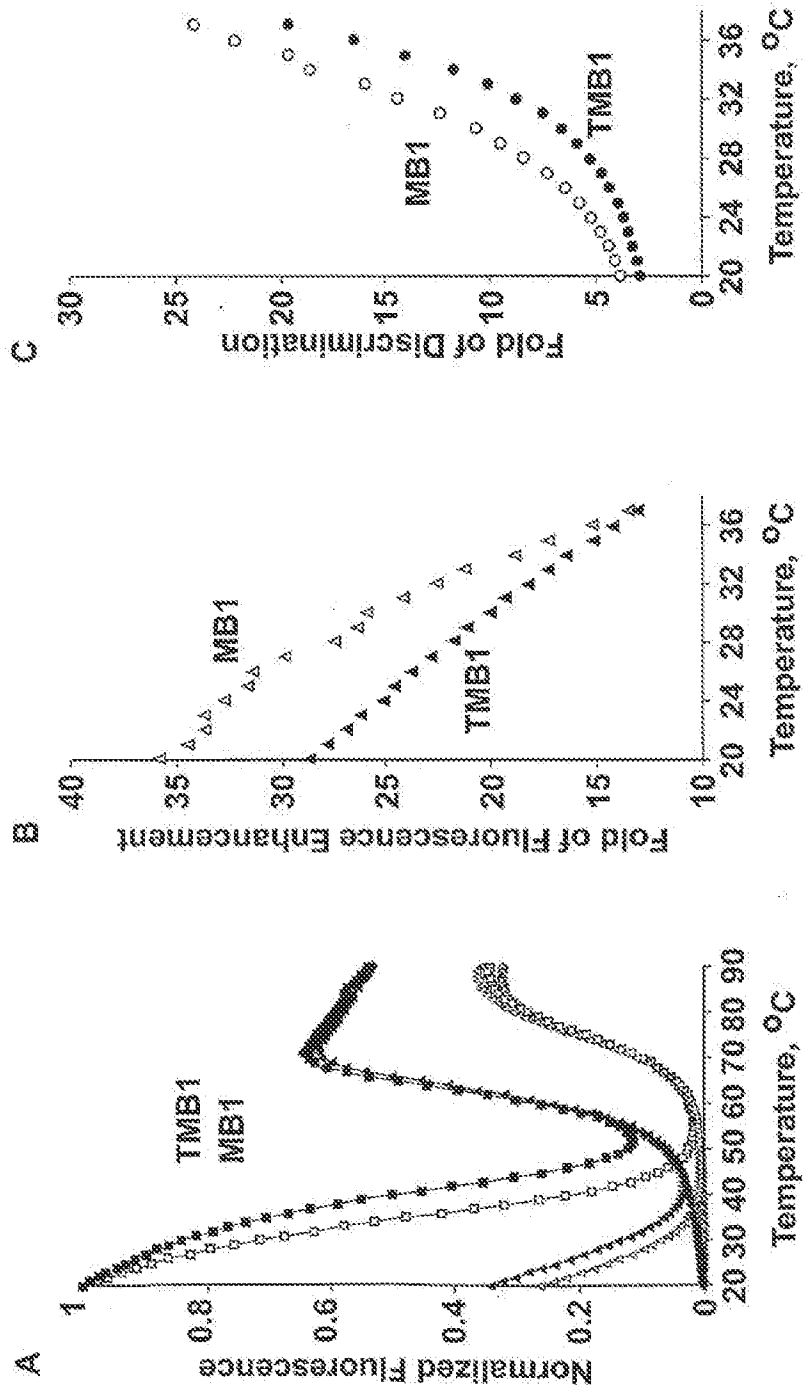 A
Normalized Fluorescence
1
0.8
0.6
0.4
0.2
0
20 30 40 50 60 70 80 90
Temperature, °C
TMB1
MB1
B
Fold of Fluorescence Enhancement
40
35
30
25
20
15
10
20 24 28 32 36
Temperature, °C
MB1
TMB1
C
Fold of Discrimination
30
25
20
15
10
5
0
20 24 28 32 36
Temperature, °C
MB1
TMB1